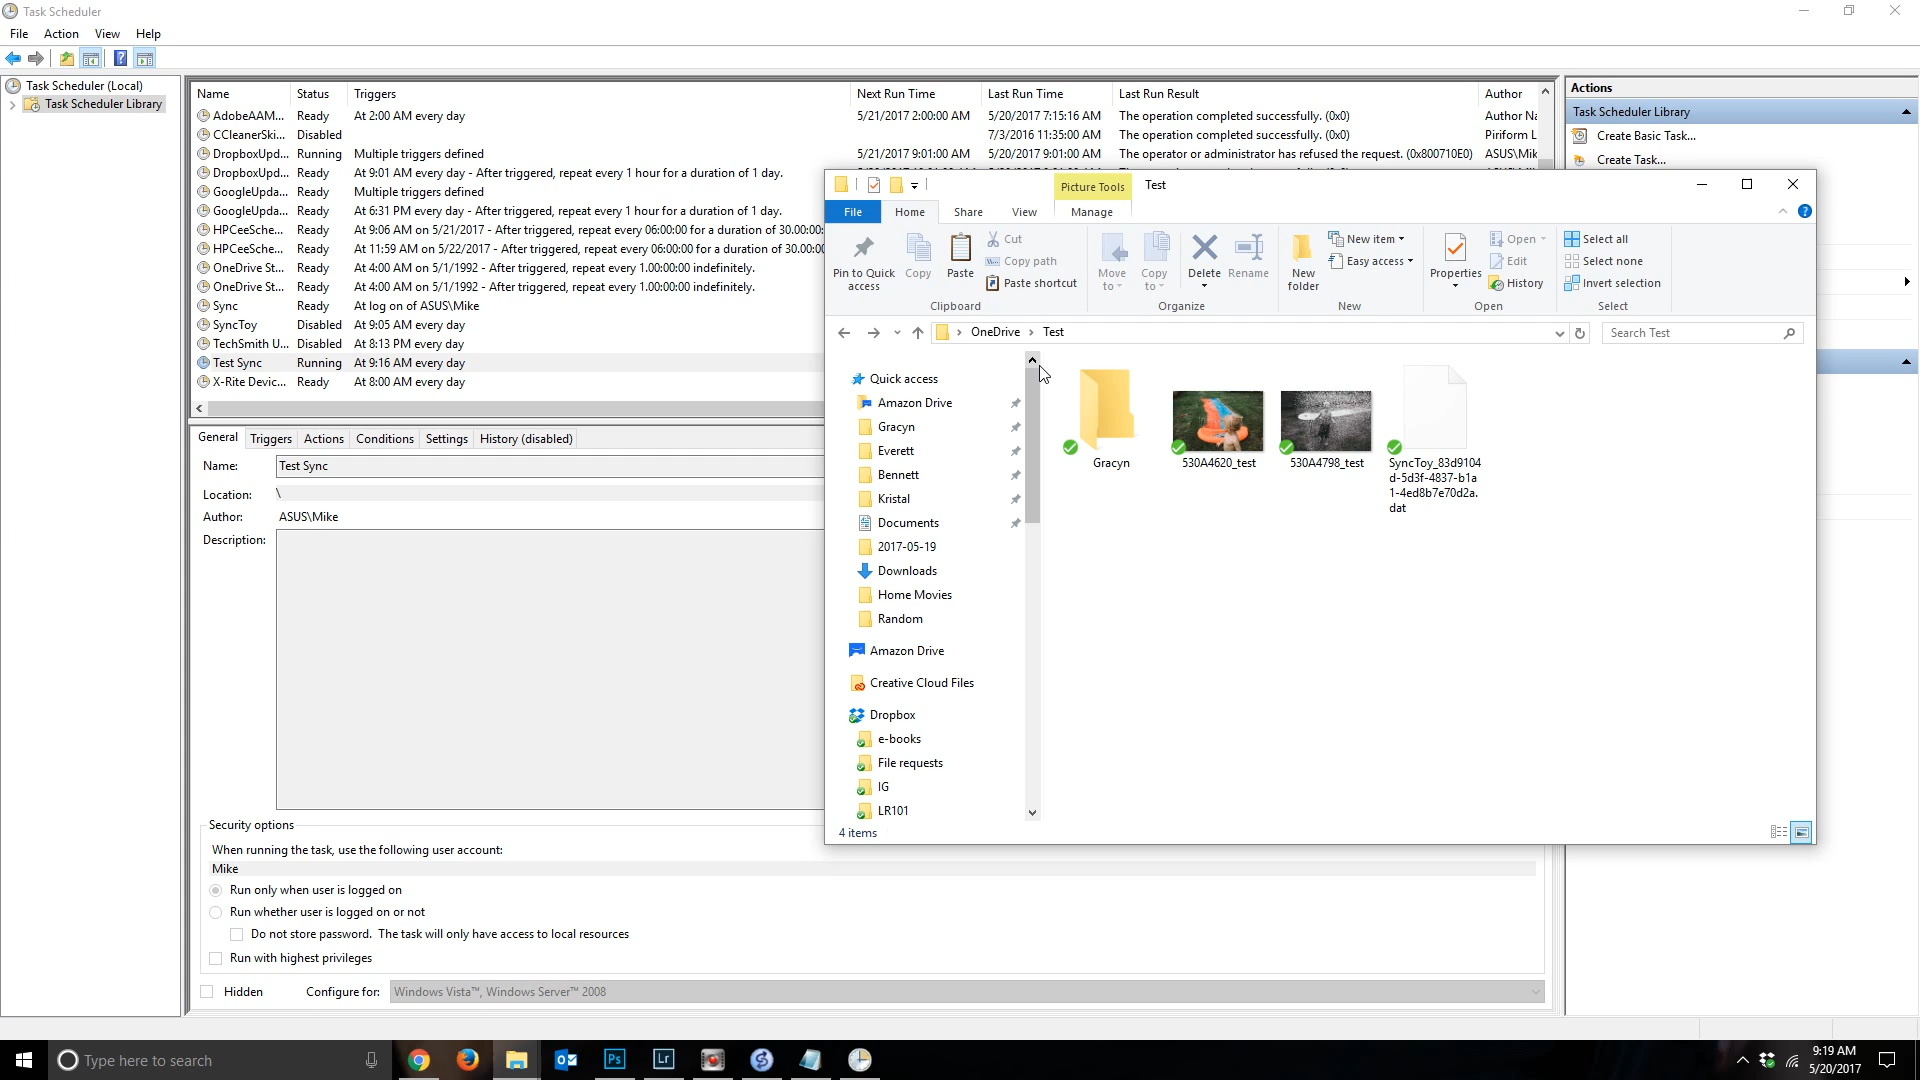 Task Scheduler
File Action View Help
Task Scheduler (Local)
Task Scheduler Library
Name Status Triggers Next Run Time Last Run Time Last Run Result Author
AdobeAAM... Ready At 2:00 AM every day 5/21/2017 2:00:00 AM 5/20/2017 7:15:16 AM The operation completed successfully. (0x0) Author Na
CCleanerSki... Disabled 7/3/2016 11:35:00 AM The operation completed successfully. (0x0) Piriform L
DropboxUpd... Running Multiple triggers defined 5/21/2017 9:01:00 AM 5/20/2017 9:01:00 AM The operator or administrator has refused the request. (0x800710E0) ASUS\Mik
DropboxUpd... Ready At 9:01 AM every day - After triggered, repeat every 1 hour for a duration of 1 day.
GoogleUpda... Ready Multiple triggers defined
GoogleUpda... Ready At 6:31 PM every day - After triggered, repeat every 1 hour for a duration of 1 day.
HPCeeSche... Ready At 9:06 AM on 5/21/2017 - After triggered, repeat every 06:00:00 for a duration of 30.00:00:
HPCeeSche... Ready At 11:59 AM on 5/22/2017 - After triggered, repeat every 06:00:00 for a duration of 30.00:00
OneDrive St... Ready At 4:00 AM on 5/1/1992 - After triggered, repeat every 1.00:00:00 indefinitely.
OneDrive St... Ready At 4:00 AM on 5/1/1992 - After triggered, repeat every 1.00:00:00 indefinitely.
Sync Ready At log on of ASUS\Mike
SyncToy Disabled At 9:05 AM every day
TechSmith U... Disabled At 8:13 PM every day
Test Sync Running At 9:16 AM every day
X-Rite Devic... Ready At 8:00 AM every day
General Triggers Actions Conditions Settings History (disabled)
Name: Test Sync
Location: \
Author: ASUS\Mike
Description:
Security options
When running the task, use the following user account:
Mike
Run only when user is logged on
Run whether user is logged on or not
Do not store password. The task will only have access to local resources
Run with highest privileges
Hidden Configure for: Windows Vista™, Windows Server™ 2008
Actions
Task Scheduler Library
Create Basic Task...
Create Task...
Picture Tools Test
File Home Share View Manage
Pin to Quick access
Copy
Paste
Cut
Copy path
Paste shortcut
Clipboard
Move to
Copy to
Delete
Rename
Organize
New folder
New item
Easy access
New
Properties
Open
Edit
History
Open
Select all
Select none
Invert selection
Select
OneDrive Test
Search Test
Quick access
Amazon Drive
Gracyn
Everett
Bennett
Kristal
Documents
2017-05-19
Downloads
Home Movies
Random
Amazon Drive
Creative Cloud Files
Dropbox
e-books
File requests
IG
LR101
Gracyn
530A4620_test
530A4798_test
SyncToy_83d9104
d-5d3f-4837-b1a
1-4ed8b7e70d2a.
dat
4 items
Type here to search
Ps
Lr
9:19 AM
5/20/2017